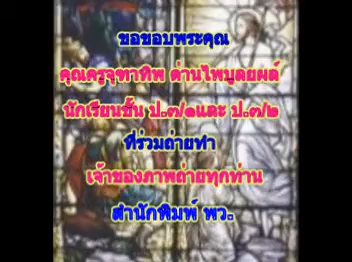 ขอขอบพระคุณ
คุณครูจุฑาทิพ ด่านไพบูลยผล์
นักเรียนชั้น ป.๓/๑และ ป.๓/๒
ที่ร่วมถ่ายทำ
เจ้าของภาพถ่ายทุกท่าน
สำนักพิมพ์ พว.